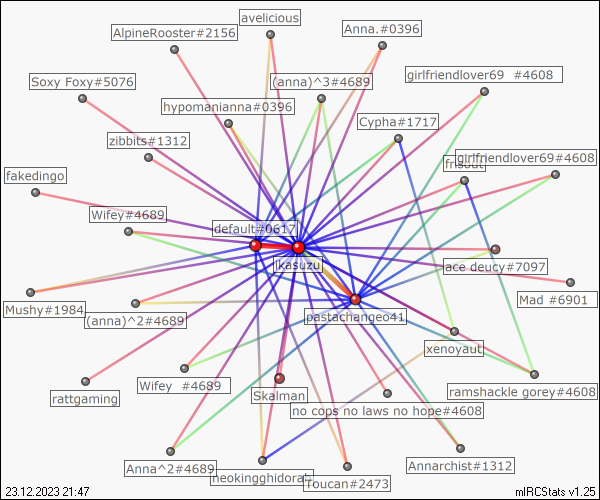 avelicious
AlpineRooster#2156
Anna.#0396
Soxy Foxy#5076
(anna)^3#4689
girlfriendlover69 #4608
hypomanianna#0396
Cypha#1717
zibbits#1312
frisout
girlfriendlover69#4608
fakedingo
Wifey#4689
default#0617
ikasuzu
ace deucy#7097
Mushy#1984
(anna)^2#4689
pastachange041
Mad #6901
xenoyaut
rattgaming
Wifey #4689
Skalman
ramshackle gorey#4608
no cops no laws no hope#4608
Anna^2#4689
neokingghidorah
Toucan#2473
Annarchist#1312
23.12.2023 21:47
mIRCStats v1.25